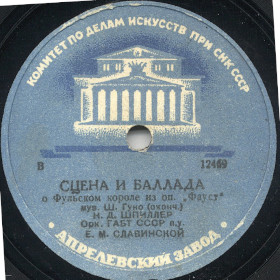 КОМИТЕТ ПО ДЕЛАМ ИСКУССТВ ПРИ СНК СССР
В 12469
СЦЕНА И БАЛЛАДА
о Фульском короле из оп. „Фауст"
муз. Ш. Гуно (оконч.)
Н. Д. ШПИЛЛЕР
Орк. ГАБТ СССР п.у.
Е. М. СЛАВИНСКОЙ
· АПРЕЛЕВСКИЙ ЗАВОД ·